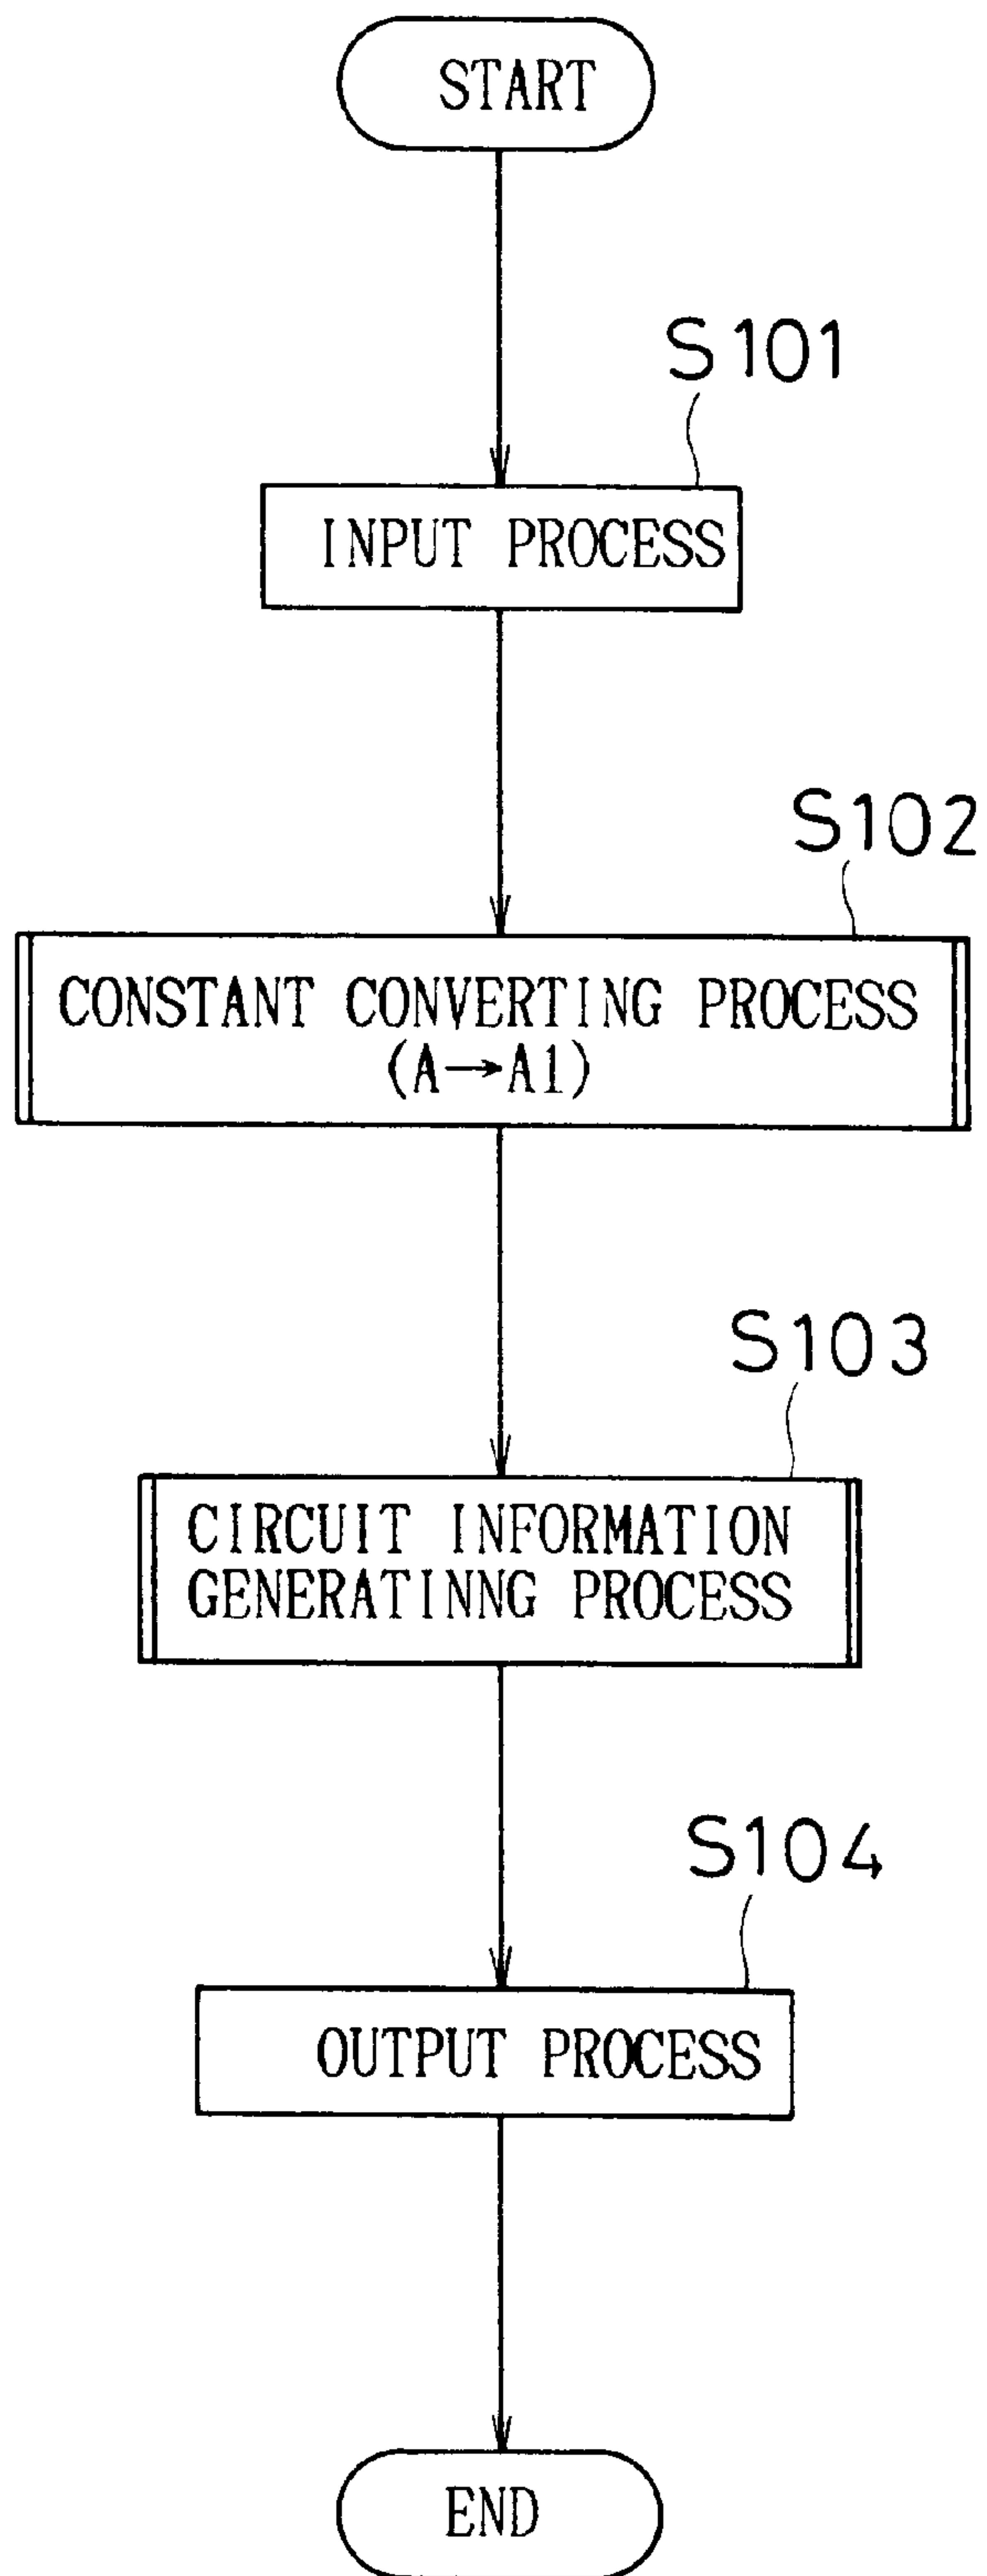 START
S101
INPUT PROCESS
S102
CONSTANT CONVERTING PROCESS
(A→A1)
S103
CIRCUIT INFORMATION
GENERATINNG PROCESS
S104
OUTPUT PROCESS
END